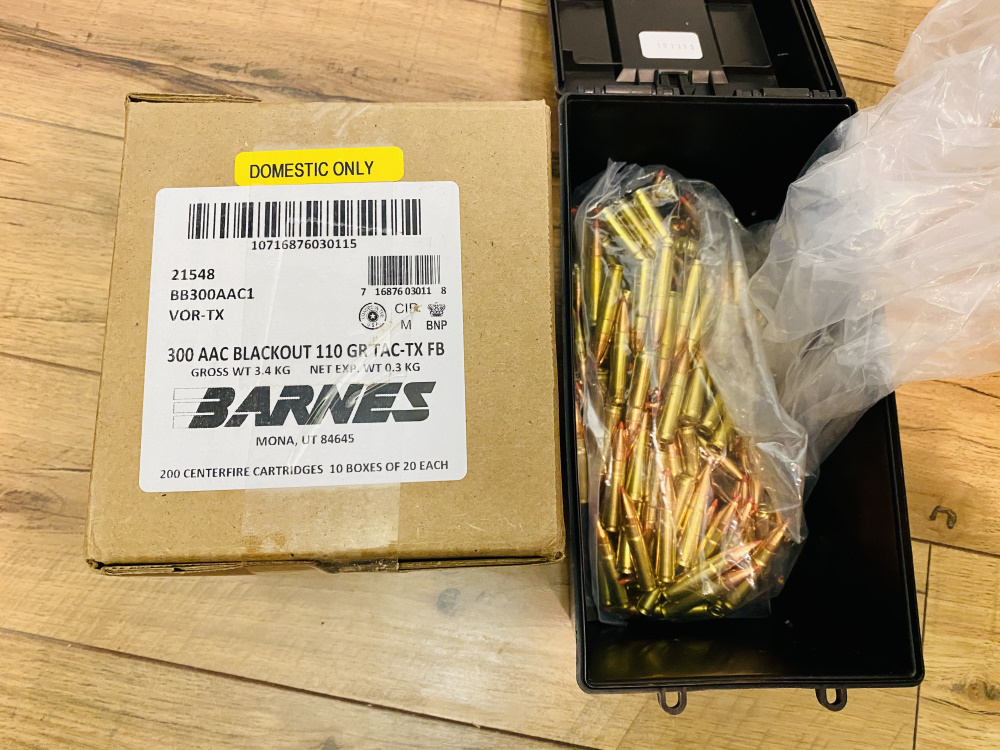 DOMESTIC ONLY
10716876030115
21548
BB300AAC1
VOR-TX
7 16876 03011 8
CIP
M BNP
300 AAC BLACKOUT 110 GR TAC-TX FB
GROSS WT 3.4 KG NET EXP. WT 0.3 KG
BARNES
MONA, UT 84645
200 CENTERFIRE CARTRIDGES 10 BOXES OF 20 EACH